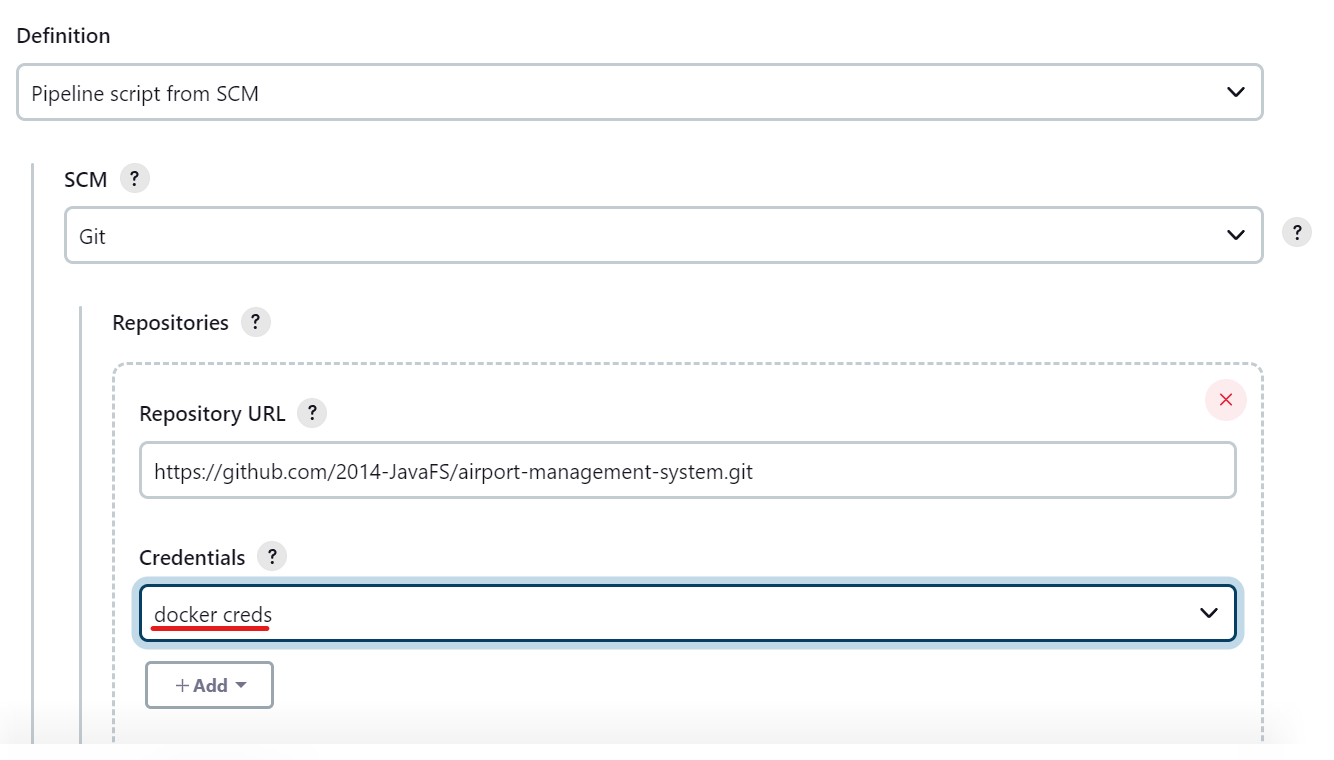 Definition
Pipeline script from SCM
SCM ?
Git
?
Repositories ?
Repository URL ?
https://github.com/2014-JavaFS/airport-management-system.git
Credentials ?
docker creds
+ Add